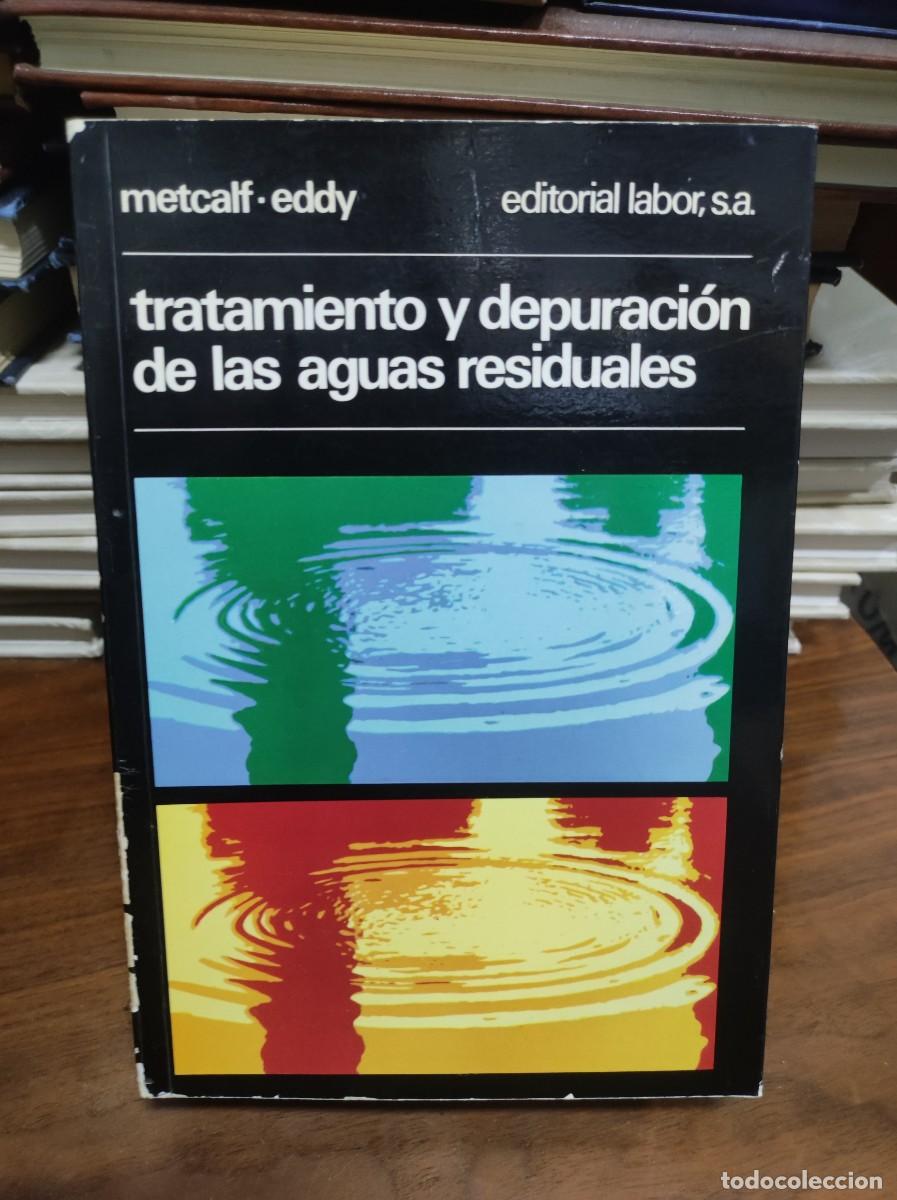 metcalf·eddy editorial labor, s.a.
tratamiento y depuración
de las aguas residuales
todocoleccion